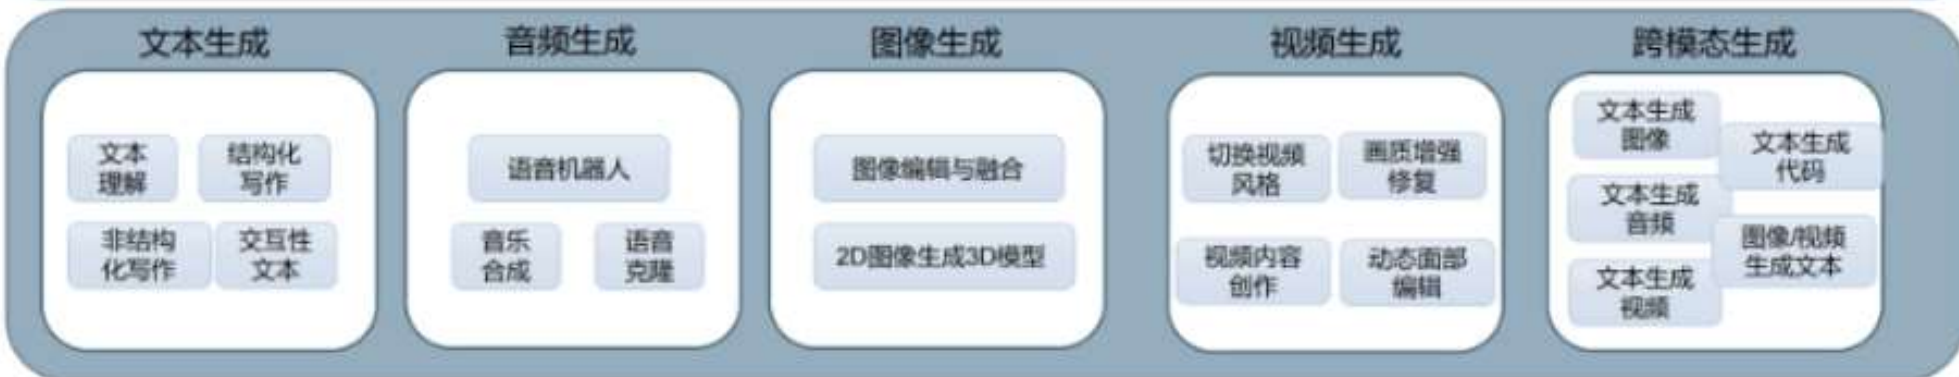 文本生成
文本
理解
结构化
写作
非结构
化写作
交互性
文本
音频生成
语音机器人
音乐
合成
语音
克隆
图像生成
图像编辑与融合
2D图像生成3D模型
视频生成
切换视频
风格
画质增强
修复
视频内容
创作
动态面部
编辑
跨模态生成
文本生成
图像
文本生成
代码
文本生成
音频
图像/视频
生成文本
文本生成
视频